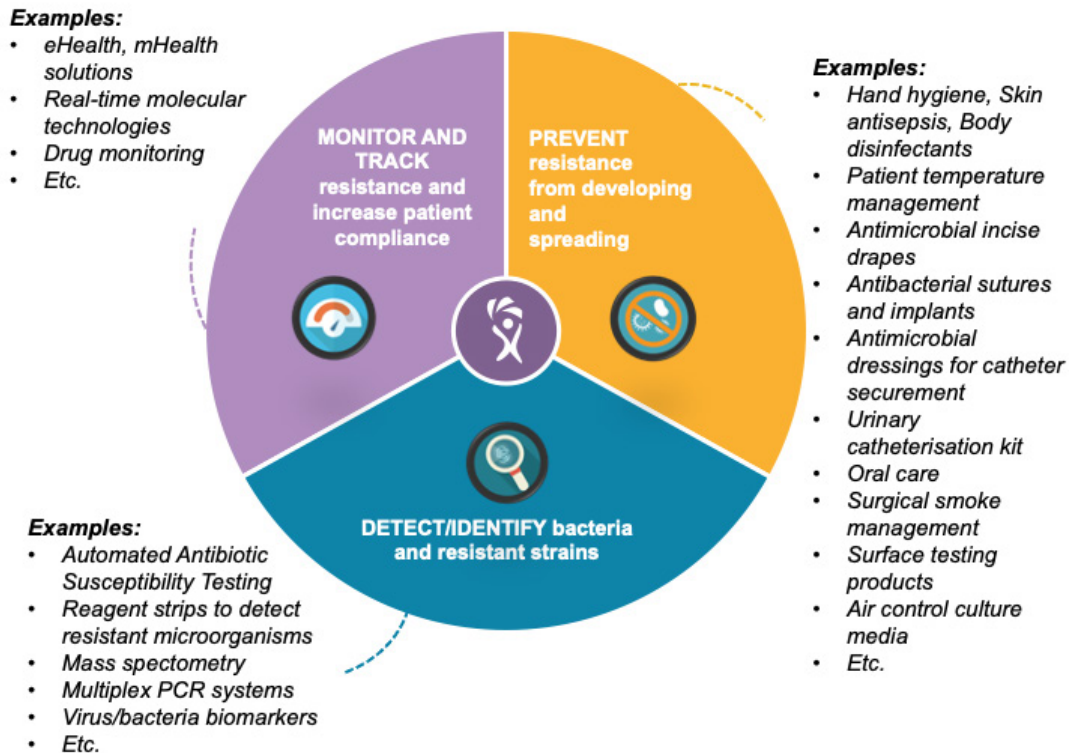 Examples:
• eHealth, mHealth
solutions
• Real-time molecular
technologies
• Drug monitoring
• Etc.
MONITOR AND
TRACK
resistance and
increase patient
compliance
PREVENT
resistance
from developing
and
spreading
Examples:
• Hand hygiene, Skin
antisepsis, Body
disinfectants
• Patient temperature
management
• Antimicrobial incise
drapes
• Antibacterial sutures
and implants
• Antimicrobial
dressings for catheter
securement
• Urinary
catheterisation kit
• Oral care
• Surgical smoke
management
• Surface testing
products
• Air control culture
media
• Etc.
DETECT/IDENTIFY bacteria
and resistant strains
Examples:
• Automated Antibiotic
Susceptibility Testing
• Reagent strips to detect
resistant microorganisms
• Mass spectrometry
• Multiplex PCR systems
• Virus/bacteria biomarkers
• Etc.